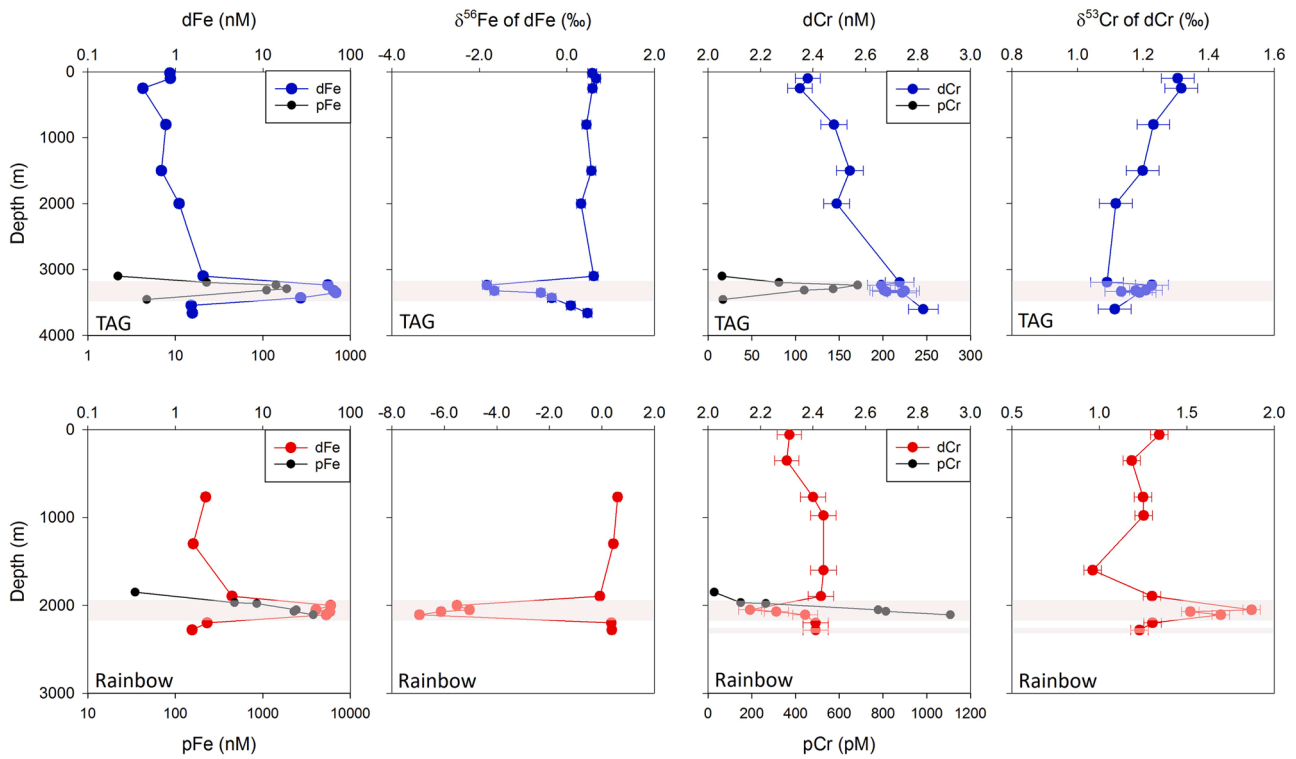 dFe (nM)
δ⁵⁶Fe of dFe (‰)
dCr (nM)
δ⁵³Cr of dCr (‰)
0.1 1 10 100
-4.0 -2.0 0.0 2.0
2.0 2.2 2.4 2.6 2.8 3.0
0.8 1.0 1.2 1.4 1.6
0
1000
2000
3000
4000
Depth (m)
dFe
pFe
dCr
pCr
TAG
TAG
TAG
TAG
1 10 100 1000
0 50 100 150 200 250 300
0.1 1 10 100
-8.0 -6.0 -4.0 -2.0 0.0 2.0
2.0 2.2 2.4 2.6 2.8 3.0
0.5 1.0 1.5 2.0
0
1000
2000
3000
Depth (m)
dFe
pFe
dCr
pCr
Rainbow
Rainbow
Rainbow
Rainbow
10 100 1000 10000
0 200 400 600 800 1000 1200
pFe (nM)
pCr (pM)